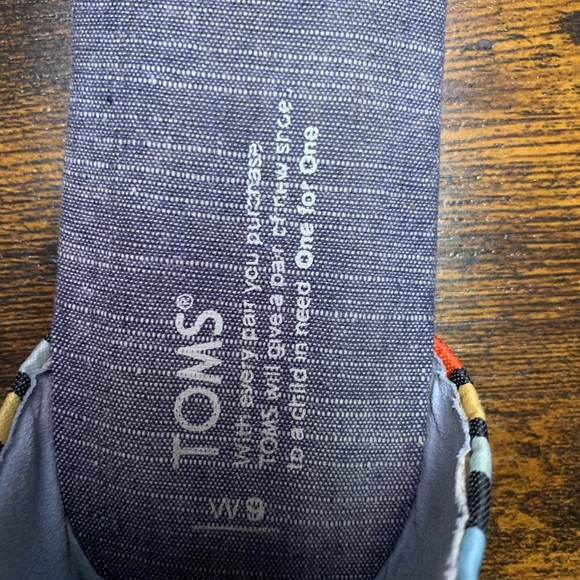 TOMS®
With every pair you purchase
TOMS will give a pair of new shoes
to a child in need One for One
W9